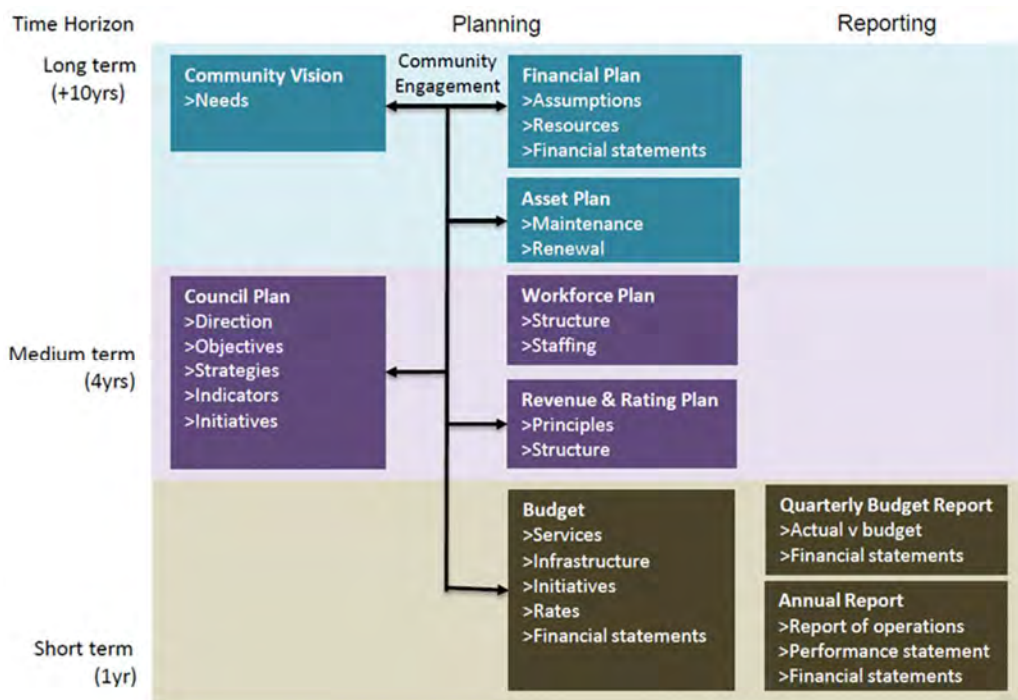 Time Horizon
Planning
Reporting
Long term
(+10yrs)
Community Vision
>Needs
Community
Engagement
Financial Plan
>Assumptions
>Resources
>Financial statements
Asset Plan
>Maintenance
>Renewal
Medium term
(4yrs)
Council Plan
>Direction
>Objectives
>Strategies
>Indicators
>Initiatives
Workforce Plan
>Structure
>Staffing
Revenue & Rating Plan
>Principles
>Structure
Short term
(1yr)
Budget
>Services
>Infrastructure
>Initiatives
>Rates
>Financial statements
Quarterly Budget Report
>Actual v budget
>Financial statements
Annual Report
>Report of operations
>Performance statement
>Financial statements